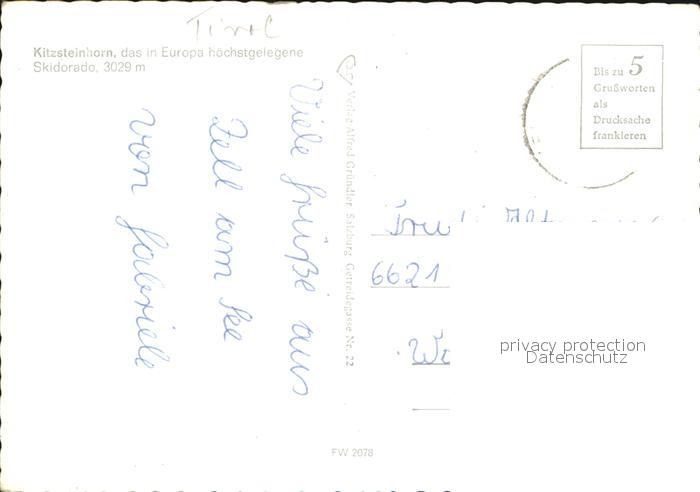 Tirol
Kitzsteinhorn, das in Europa höchstgelegene
Skidorado, 3029 m
Bis zu 5
Grußworten
als
Drucksache
frankieren
Viele Grüße aus
Zell am See
von Gabriele
Verlag Alfred Gründler, Salzburg, Getreidegasse Nr. 22
6621
privacy protection
Datenschutz
FW 2078